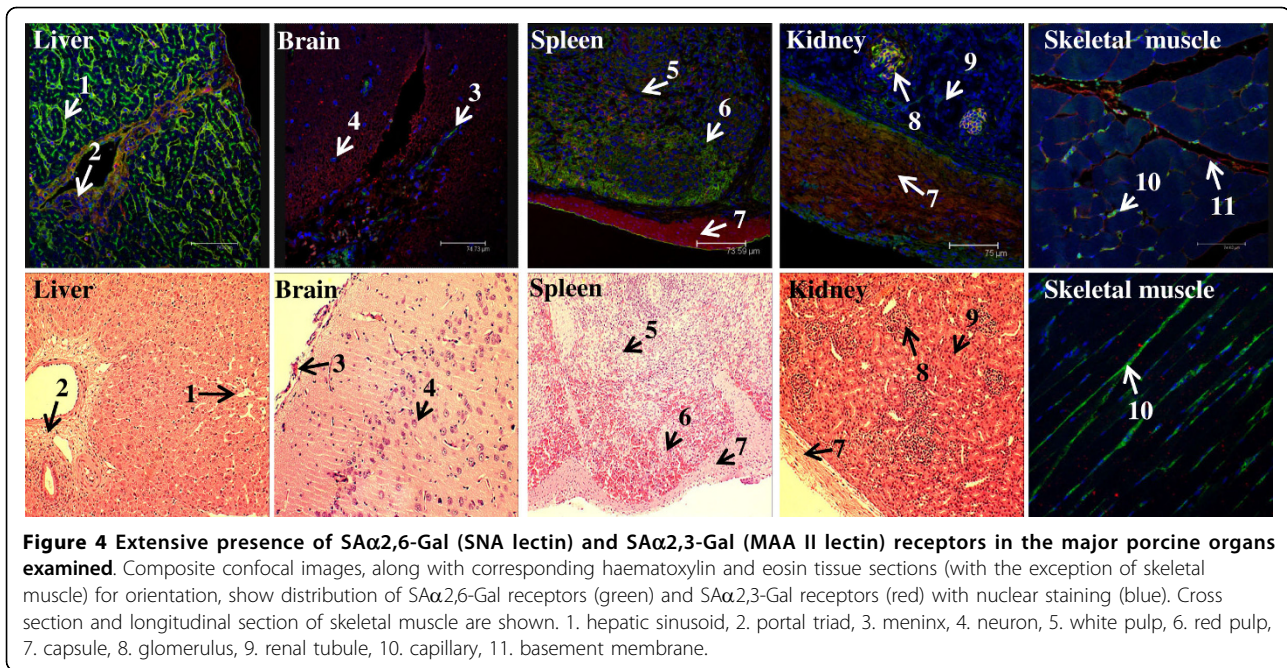 Liver
Brain
Spleen
Kidney
Skeletal muscle
1
2
3
4
5
6
7
8
9
7
10
11
74.73 µm
73.59 µm
75 µm
Liver
Brain
Spleen
Kidney
Skeletal muscle
1
2
3
4
5
6
7
8
9
7
10
Figure 4 Extensive presence of SAα2,6-Gal (SNA lectin) and SAα2,3-Gal (MAA II lectin) receptors in the major porcine organs
examined. Composite confocal images, along with corresponding haematoxylin and eosin tissue sections (with the exception of skeletal
muscle) for orientation, show distribution of SAα2,6-Gal receptors (green) and SAα2,3-Gal receptors (red) with nuclear staining (blue). Cross
section and longitudinal section of skeletal muscle are shown. 1. hepatic sinusoid, 2. portal triad, 3. meninx, 4. neuron, 5. white pulp, 6. red pulp,
7. capsule, 8. glomerulus, 9. renal tubule, 10. capillary, 11. basement membrane.